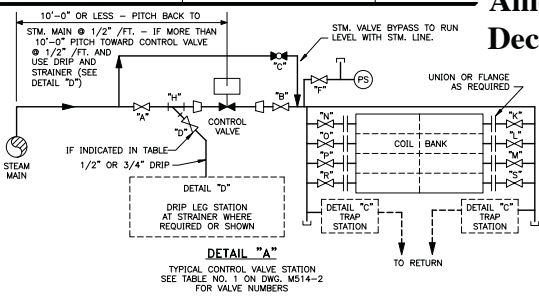 Dec
10'-0" OR LESS - PITCH BACK TO
STM. MAIN @ 1/2" /FT. - IF MORE THAN
10'-0" PITCH TOWARD CONTROL VALVE
@ 1/2" /FT. AND
USE DRIP AND
STRAINER (SEE
DETAIL "D")
STM. VALVE BYPASS TO RUN
LEVEL WITH STM. LINE.
"C"
"F"
PS
UNION OR FLANGE
AS REQUIRED
"H"
"A"
"B"
"D"
CONTROL
VALVE
STEAM
MAIN
IF INDICATED IN TABLE
1/2" OR 3/4" DRIP
"N"
"O"
"P"
"R"
COIL BANK
"K"
"L"
"M"
"S"
DETAIL "D"
DRIP LEG STATION
AT STRAINER WHERE
REQUIRED OR SHOWN
DETAIL "C"
TRAP
STATION
DETAIL "C"
TRAP
STATION
TO RETURN
DETAIL "A"
TYPICAL CONTROL VALVE STATION
SEE TABLE NO. 1 ON DWG. M514-2
FOR VALVE NUMBERS